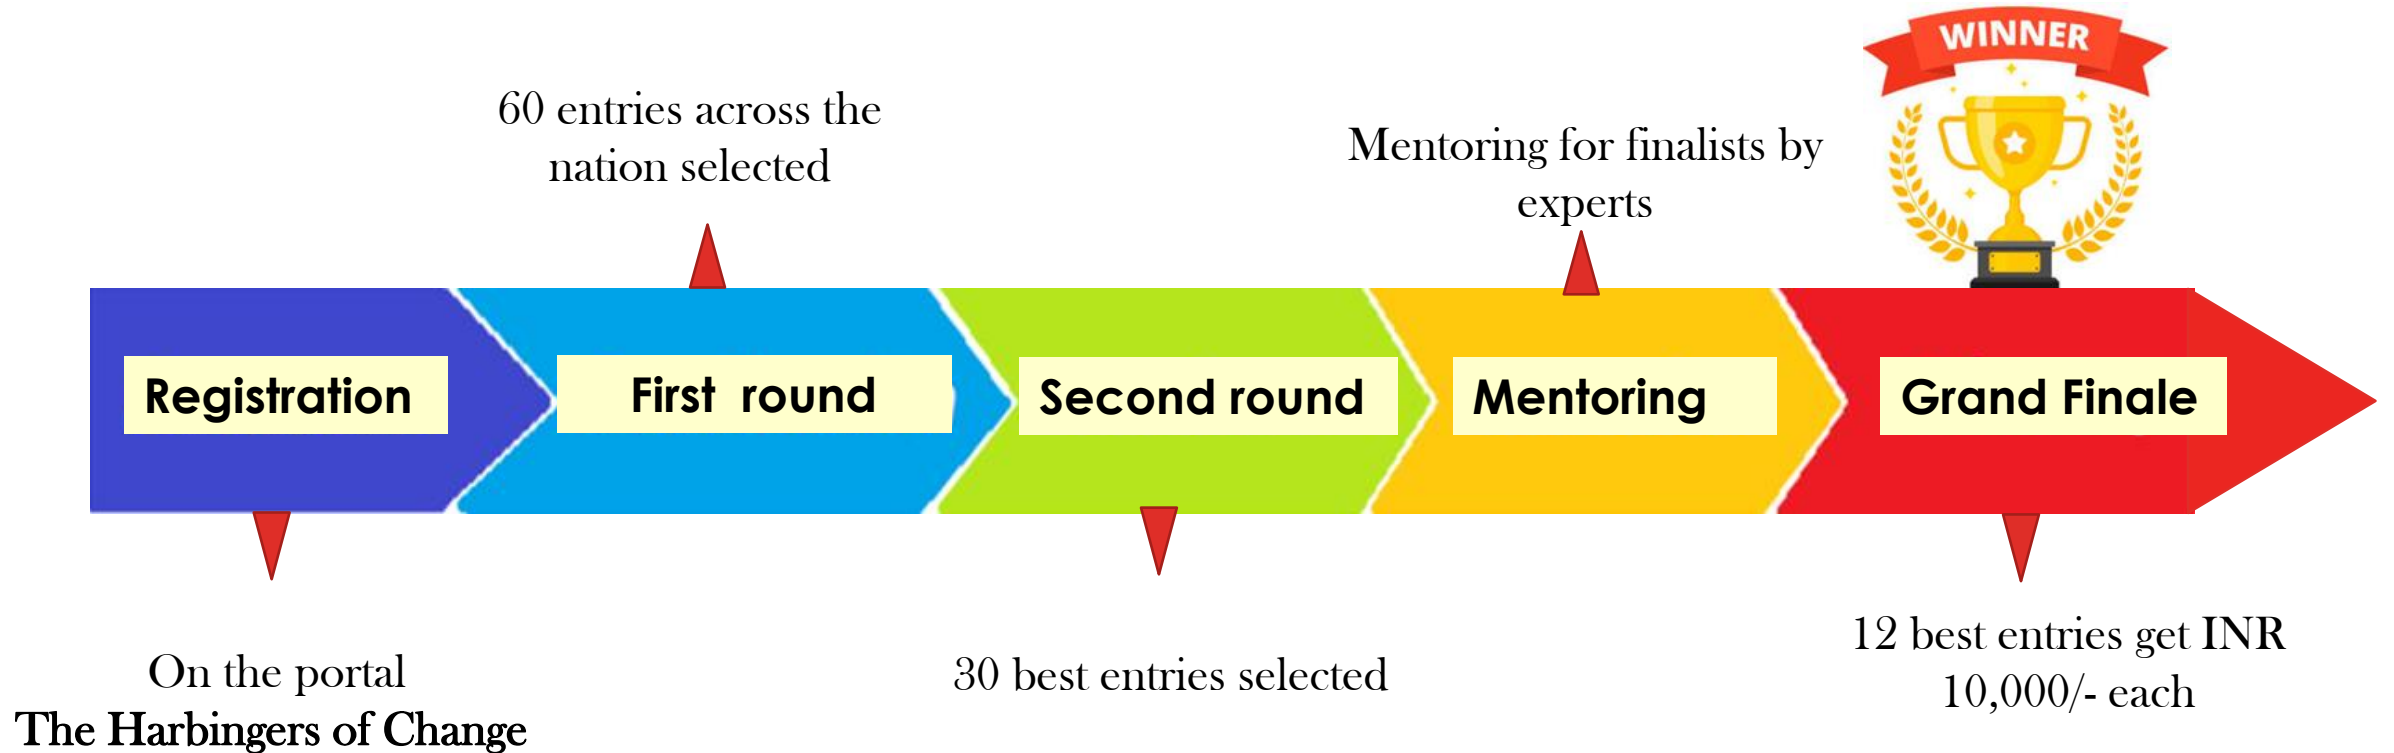 WINNER
60 entries across the
nation selected
Mentoring for finalists by
experts
Registration
First round
Second round
Mentoring
Grand Finale
On the portal
The Harbingers of Change
30 best entries selected
12 best entries get INR
10,000/- each